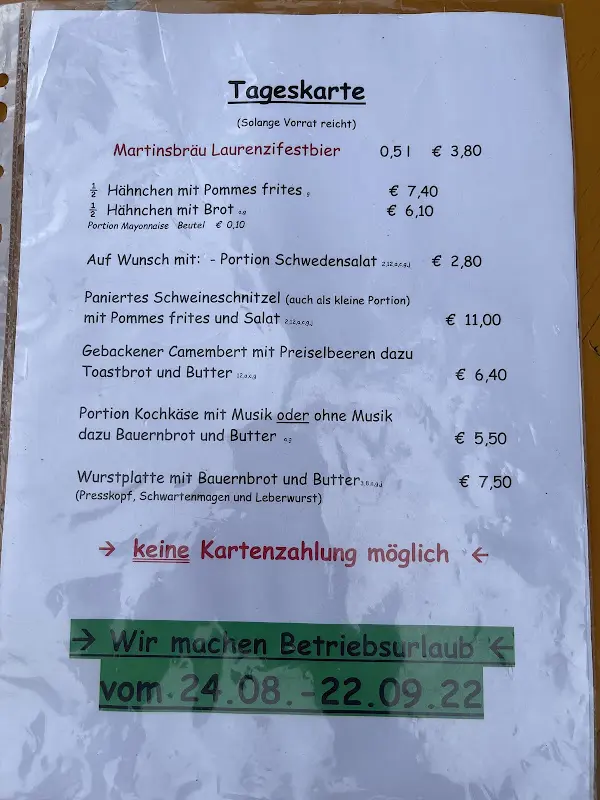 Tageskarte
(Solange Vorrat reicht)
Martinsbräu Laurenzifestbier 0,5 l € 3,80
½ Hähnchen mit Pommes frites g € 7,40
½ Hähnchen mit Brot a,g € 6,10
Portion Mayonnaise Beutel € 0,10
Auf Wunsch mit: - Portion Schwedensalat 2,12,a,c,g,j € 2,80
Paniertes Schweineschnitzel (auch als kleine Portion)
mit Pommes frites und Salat 2,12,a,c,g,j € 11,00
Gebackener Camembert mit Preiselbeeren dazu
Toastbrot und Butter € 6,40
Portion Kochkäse mit Musik oder ohne Musik
dazu Bauernbrot und Butter a,g € 5,50
Wurstplatte mit Bauernbrot und Butter € 7,50
(Presskopf, Schwartenmagen und Leberwurst)
→ keine Kartenzahlung möglich ←
→ Wir machen Betriebsurlaub ←
vom 24.08.-22.09.22